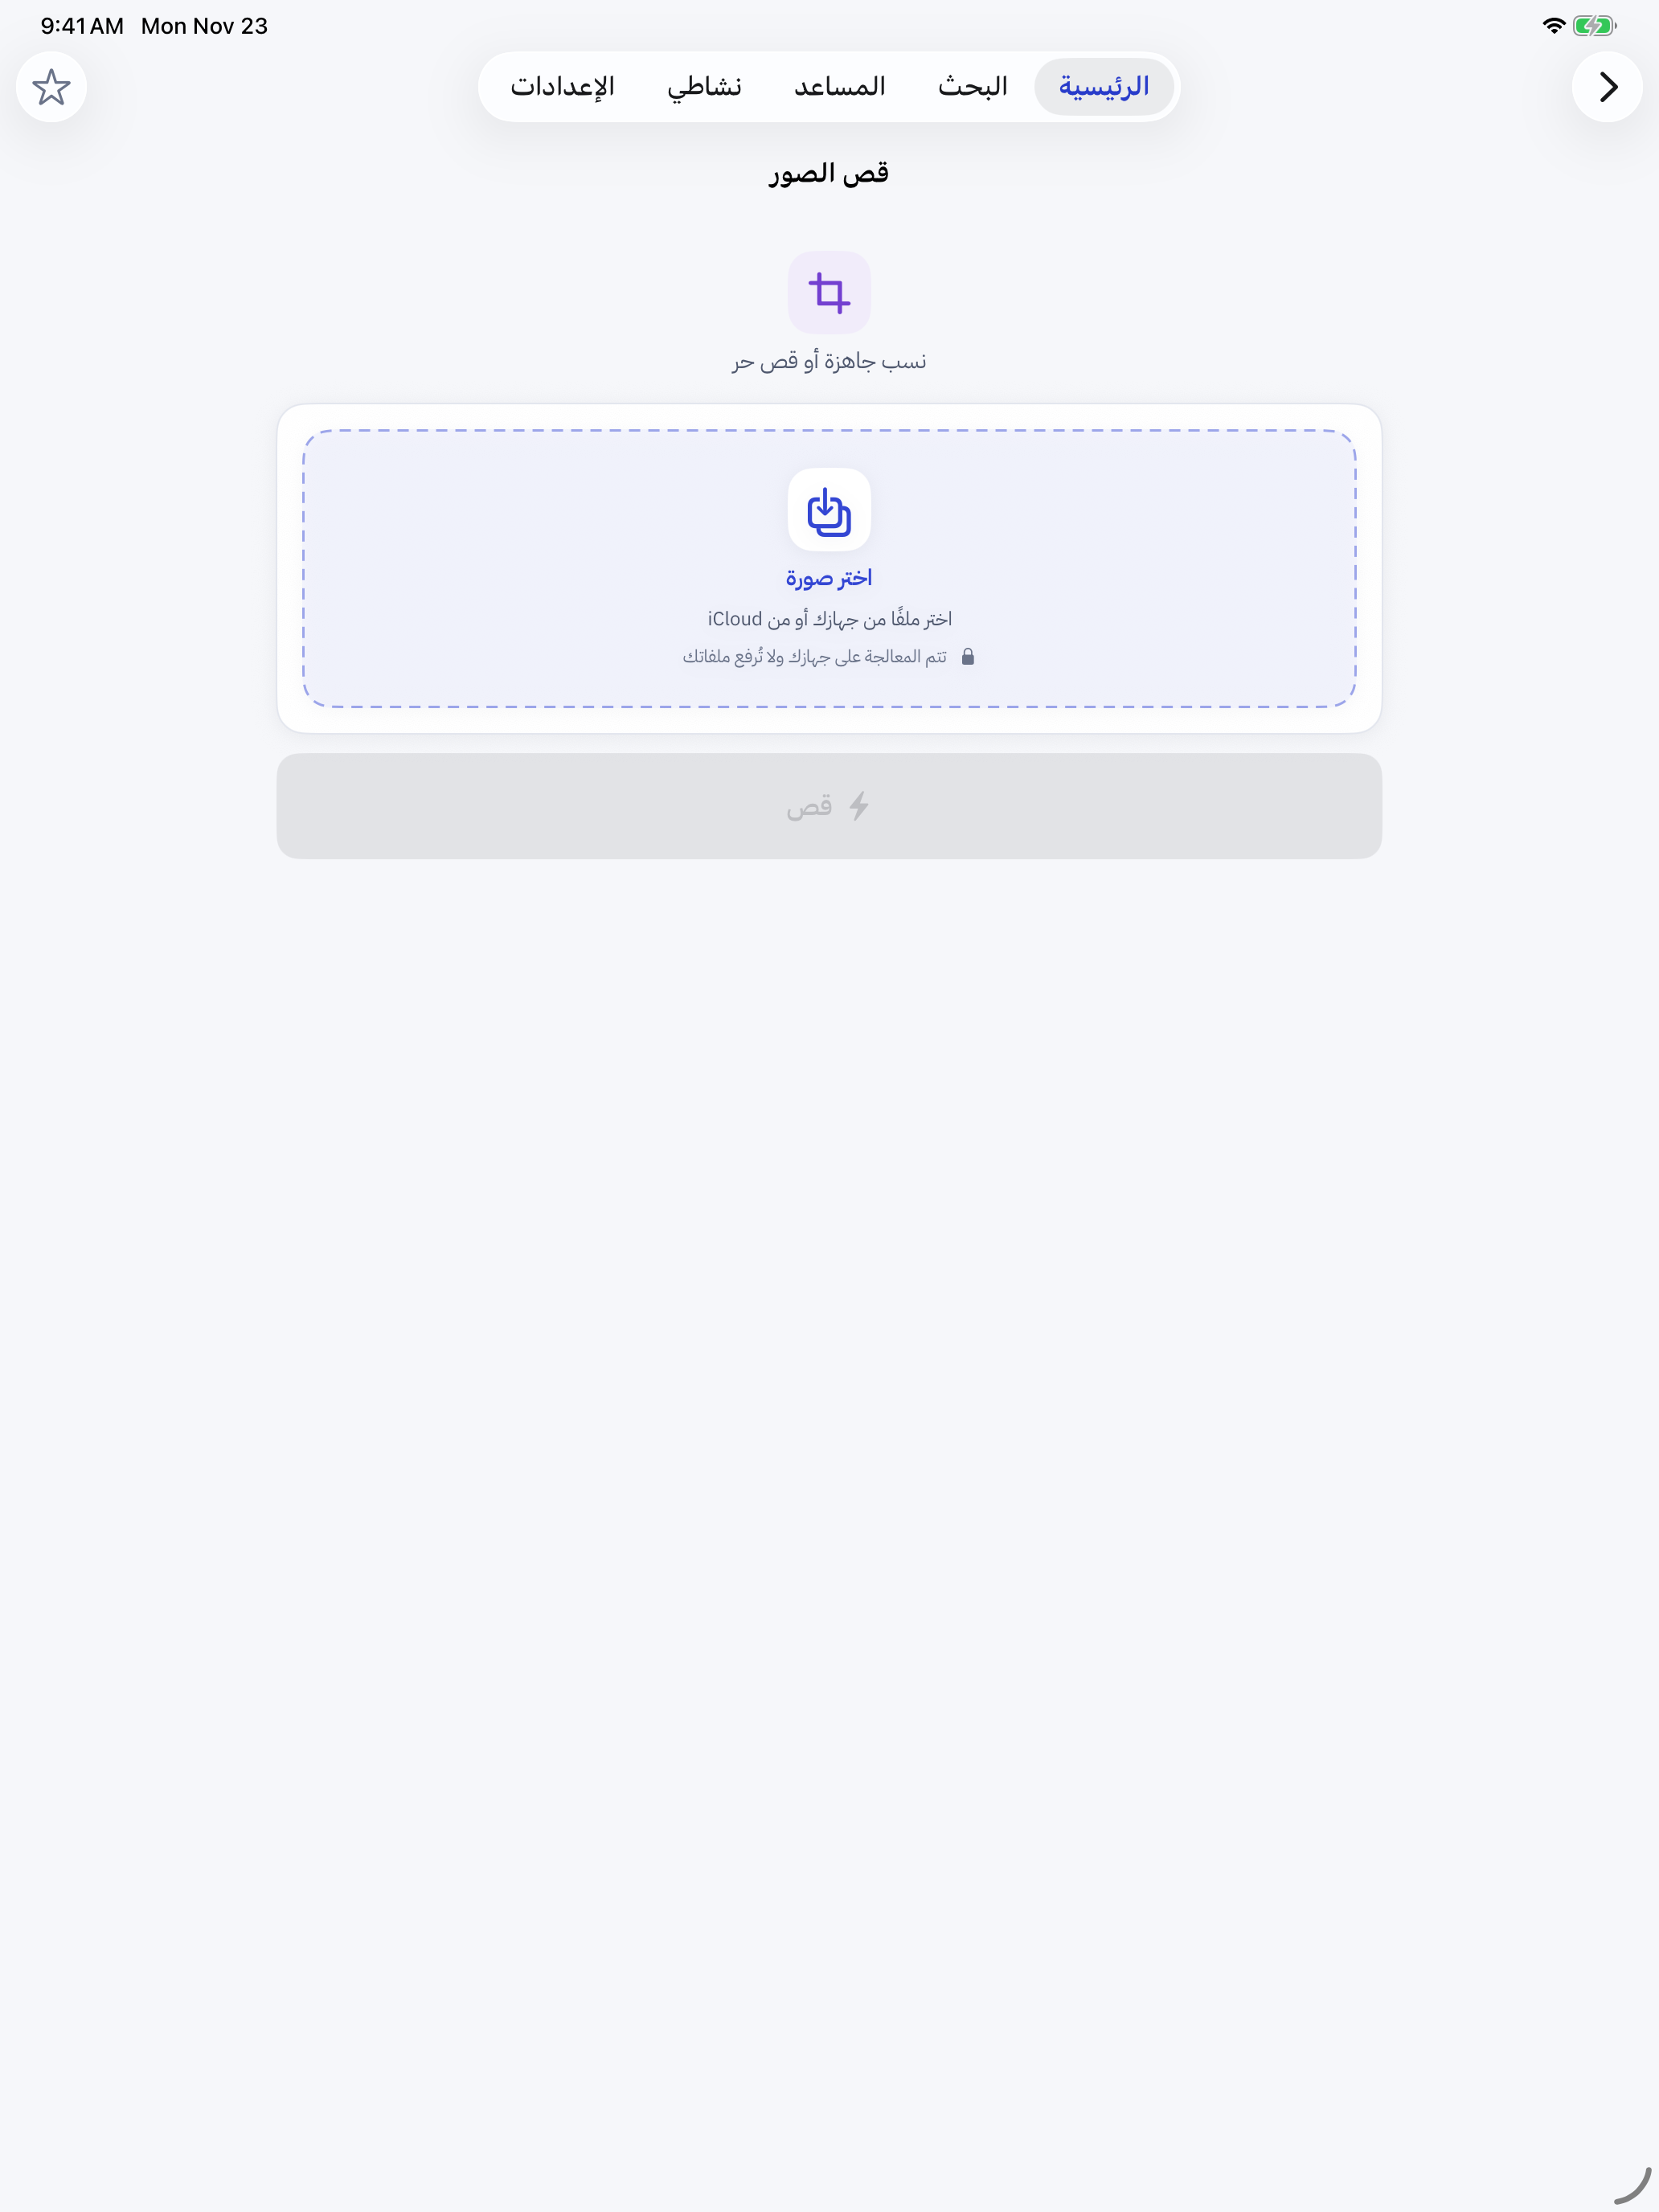 9:41 AM Mon Nov 23
الرئيسية البحث المساعد نشاطي الإعدادات
قص الصور
نسب جاهزة أو قص حر
اختر صورة
اختر ملفًا من جهازك أو من iCloud
تتم المعالجة على جهازك ولا تُرفع ملفاتك
قص